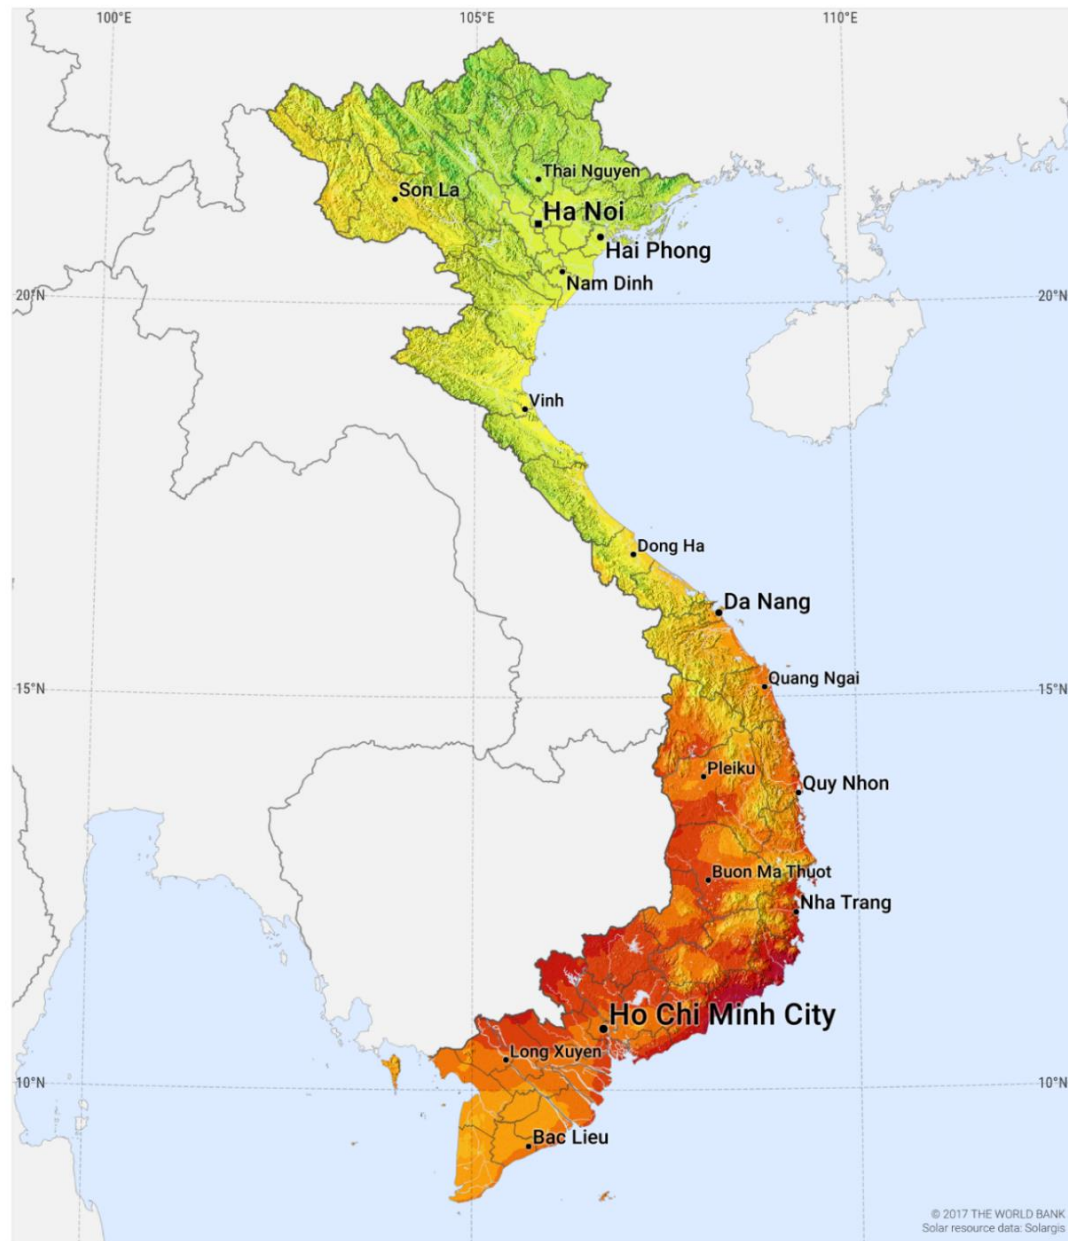 100°E
105°E
110°E
Thai Nguyen
Son La
Ha Noi
Hai Phong
Nam Dinh
20°N
20°N
Vinh
Dong Ha
Da Nang
Quang Ngai
15°N
15°N
Pleiku
Quy Nhon
Buon Ma Thuot
Nha Trang
Ho Chi Minh City
Long Xuyen
10°N
10°N
Bac Lieu
© 2017 THE WORLD BANK
Solar resource data: Solargis